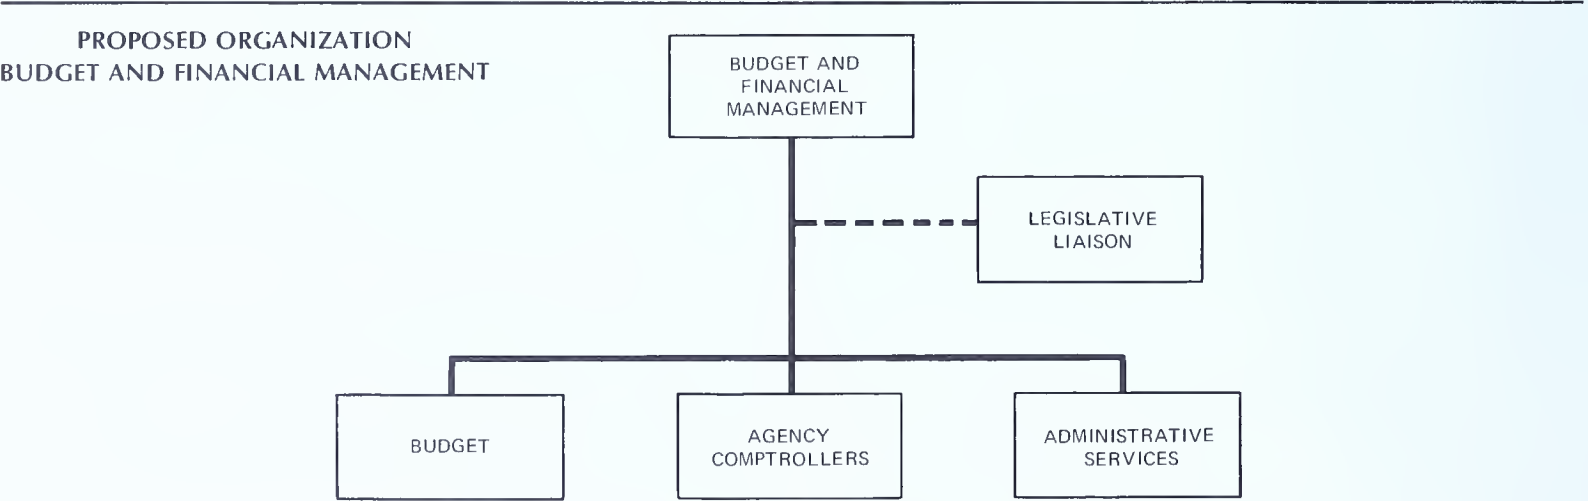 PROPOSED ORGANIZATION
BUDGET AND FINANCIAL MANAGEMENT
BUDGET AND
FINANCIAL
MANAGEMENT
LEGISLATIVE
LIAISON
BUDGET
AGENCY
COMPTROLLERS
ADMINISTRATIVE
SERVICES